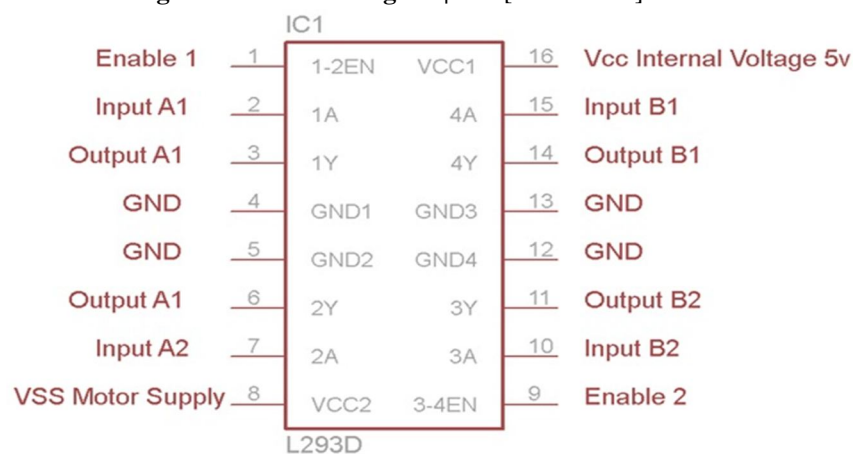 IC1
Enable 1 1 1-2EN VCC1 16 Vcc Internal Voltage 5v
Input A1 2 1A 4A 15 Input B1
Output A1 3 1Y 4Y 14 Output B1
GND 4 GND1 GND3 13 GND
GND 5 GND2 GND4 12 GND
Output A1 6 2Y 3Y 11 Output B2
Input A2 7 2A 3A 10 Input B2
VSS Motor Supply 8 VCC2 3-4EN 9 Enable 2
L293D